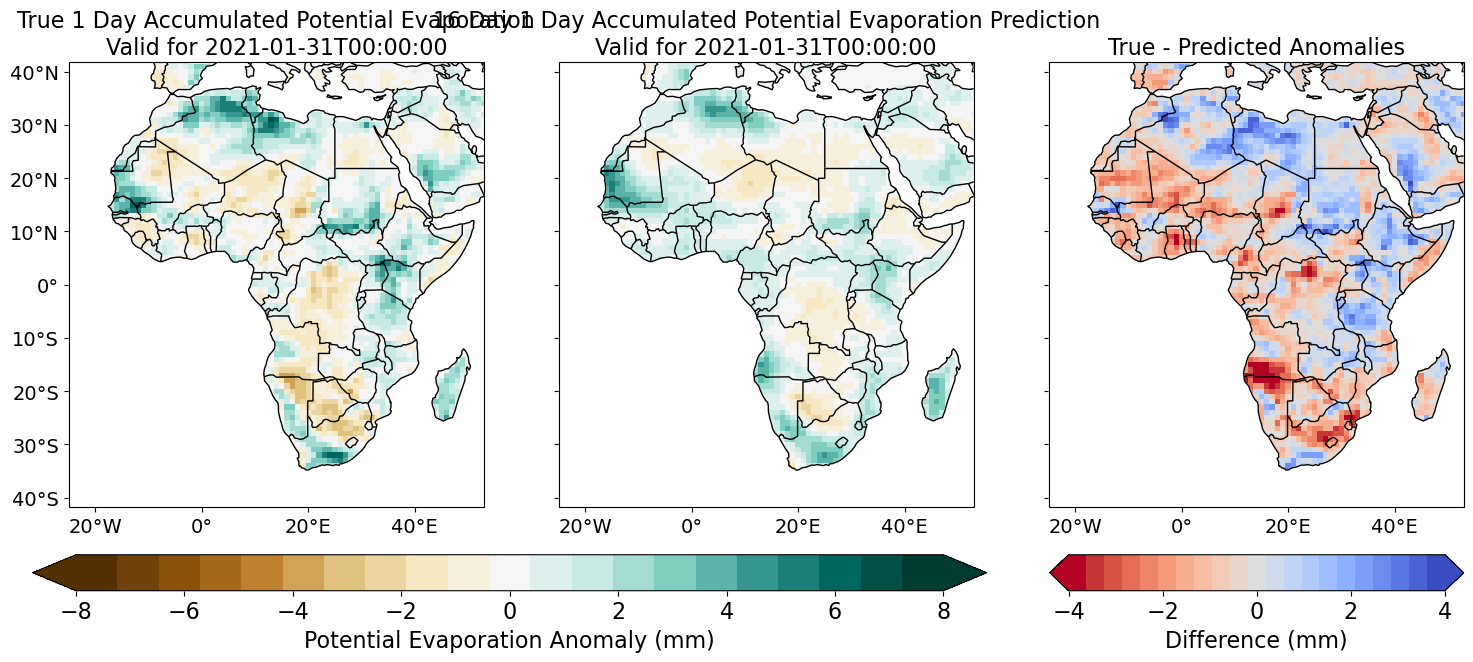 True 1 Day Accumulated Potential Evaporation
16 Day 1 Day Accumulated Potential Evaporation Prediction
Valid for 2021-01-31T00:00:00
Valid for 2021-01-31T00:00:00
True - Predicted Anomalies
40°N
30°N
20°N
10°N
0°
10°S
20°S
30°S
40°S
20°W 0° 20°E 40°E
20°W 0° 20°E 40°E
20°W 0° 20°E 40°E
−8 −6 −4 −2 0 2 4 6 8
Potential Evaporation Anomaly (mm)
−4 −2 0 2 4
Difference (mm)